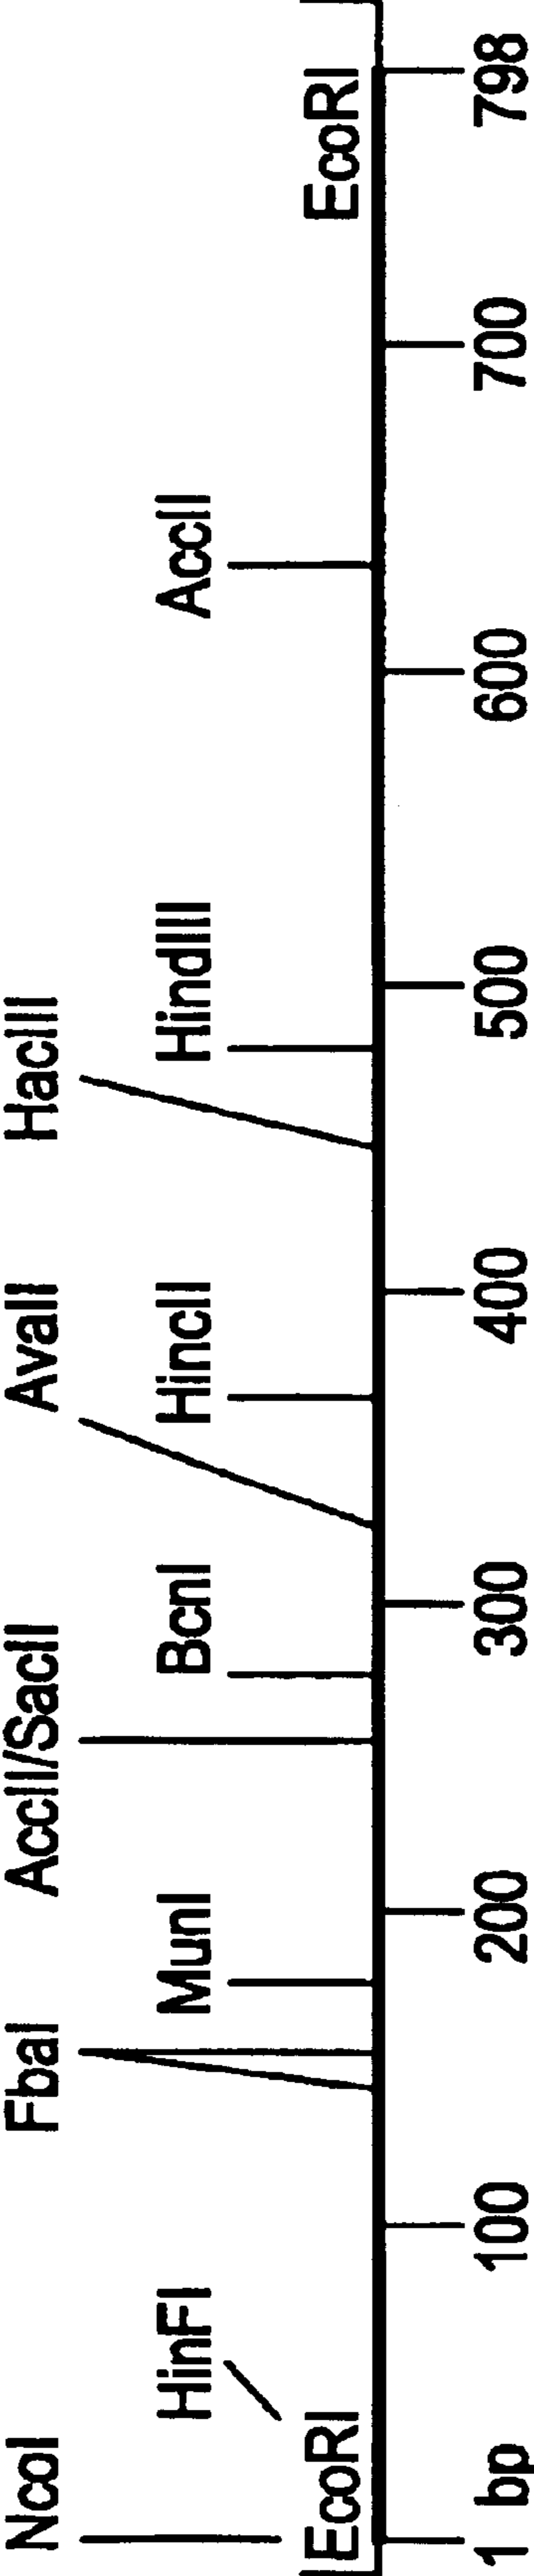 NcoI FbaI AccII/SacII AvaII HacIII
HinFI MunI BcnI HincII HindIII AccII
EcoRI EcoRI
1 bp 100 200 300 400 500 600 700 798